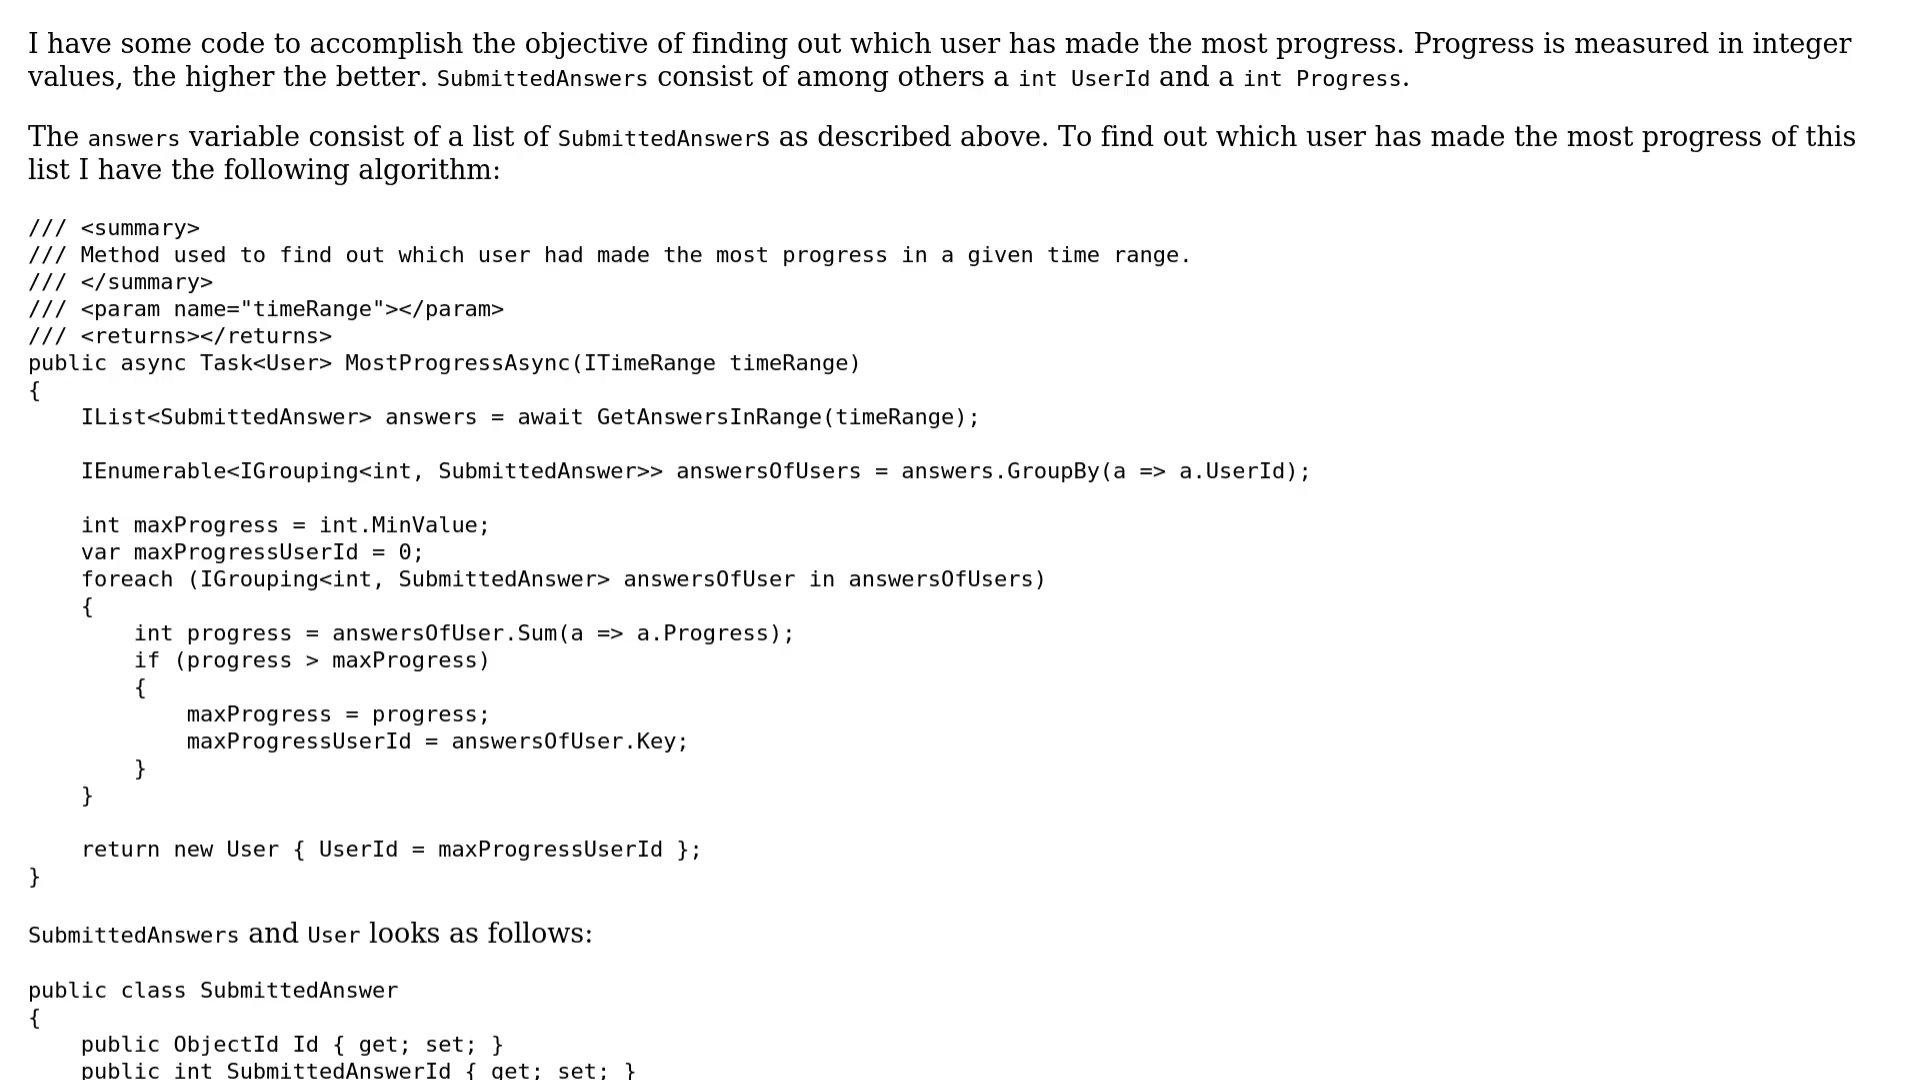 I have some code to accomplish the objective of finding out which user has made the most progress. Progress is measured in integer
values, the higher the better. SubmittedAnswers consist of among others a int UserId and a int Progress.
The answers variable consist of a list of SubmittedAnswers as described above. To find out which user has made the most progress of this
list I have the following algorithm:
/// <summary>
/// Method used to find out which user had made the most progress in a given time range.
/// </summary>
/// <param name="timeRange"></param>
/// <returns></returns>
public async Task<User> MostProgressAsync(ITimeRange timeRange)
{
    IList<SubmittedAnswer> answers = await GetAnswersInRange(timeRange);
    IEnumerable<IGrouping<int, SubmittedAnswer>> answersOfUsers = answers.GroupBy(a => a.UserId);
    int maxProgress = int.MinValue;
    var maxProgressUserId = 0;
    foreach (IGrouping<int, SubmittedAnswer> answersOfUser in answersOfUsers)
    {
        int progress = answersOfUser.Sum(a => a.Progress);
        if (progress > maxProgress)
        {
            maxProgress = progress;
            maxProgressUserId = answersOfUser.Key;
        }
    }
    return new User { UserId = maxProgressUserId };
}
SubmittedAnswers and User looks as follows:
public class SubmittedAnswer
{
    public ObjectId Id { get; set; }
    public int SubmittedAnswerId { get; set; }